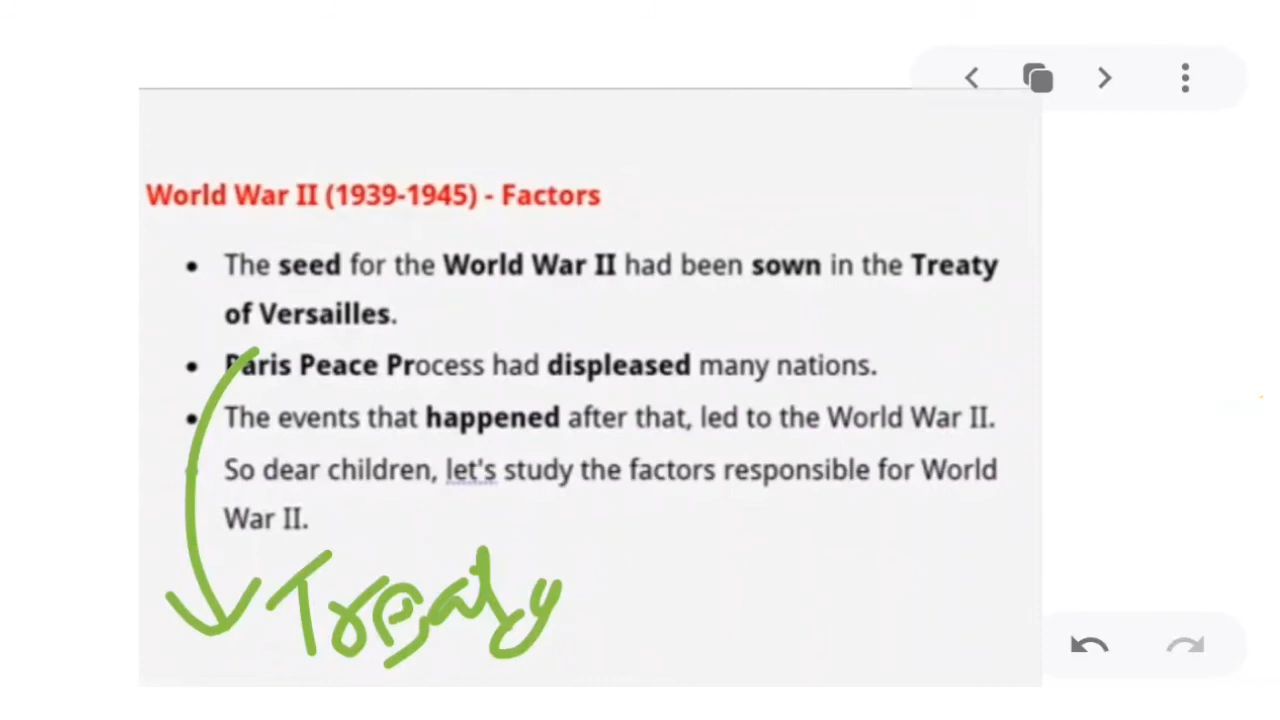 World War II (1939-1945) - Factors
• The seed for the World War II had been sown in the Treaty
of Versailles.
• Paris Peace Process had displeased many nations.
• The events that happened after that, led to the World War II.
So dear children, let's study the factors responsible for World
War II.
Treaty